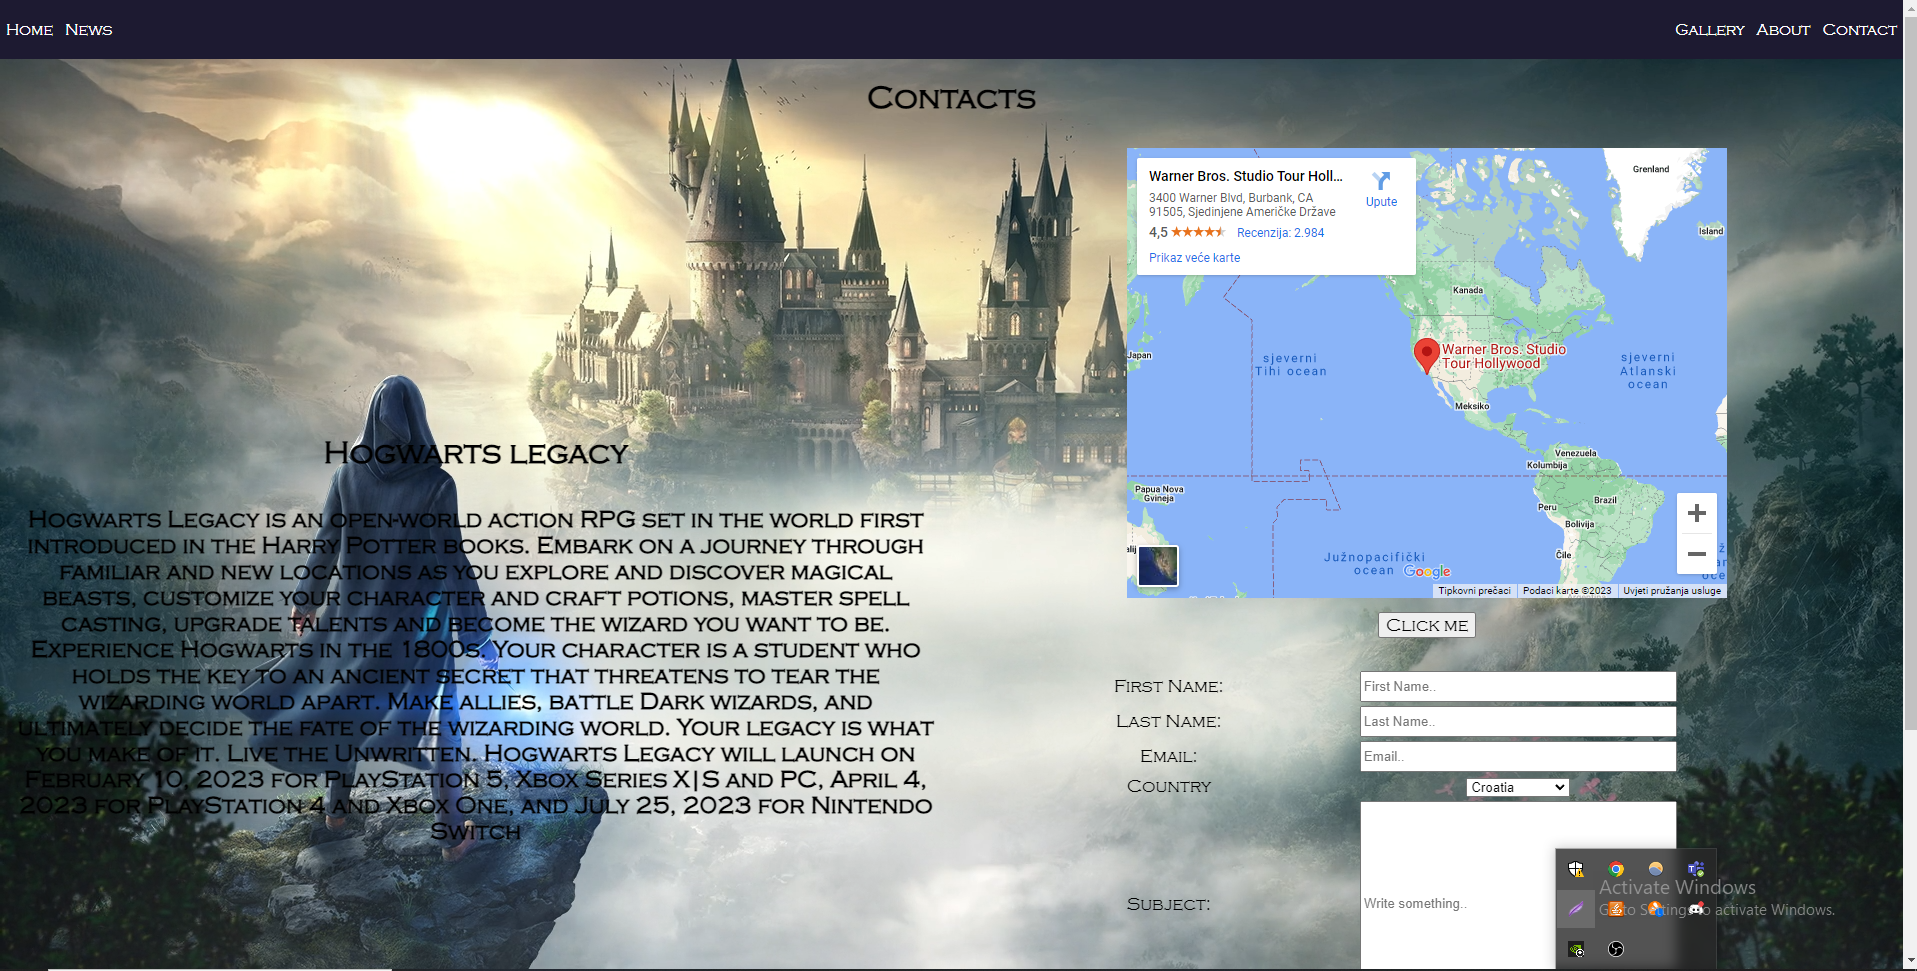 Home News
Gallery About Contact
Contacts
Warner Bros. Studio Tour Holl...
3400 Warner Blvd, Burbank, CA
91505, Sjedinjene Američke Države
Upute
4,5 Recenzija: 2.984
Prikaz veće karte
Grenland
Island
Kanada
Japan
sjeverni
Tihi ocean
Warner Bros. Studio
Tour Hollywood
sjeverni
Atlanski
ocean
Meksiko
Venezuela
Kolumbija
Papua Nova
Gvineja
Brazil
Peru
Bolivija
Čile
Južnopacifički
ocean
Google
Tipkovni prečaci Podaci karte ©2023 Uvjeti pružanja usluge
Hogwarts legacy
Hogwarts Legacy is an open-world action RPG set in the world first
introduced in the Harry Potter books. Embark on a journey through
familiar and new locations as you explore and discover magical
beasts, customize your character and craft potions, master spell
casting, upgrade talents and become the wizard you want to be.
Experience Hogwarts in the 1800s. Your character is a student who
holds the key to an ancient secret that threatens to tear the
wizarding world apart. Make allies, battle Dark wizards, and
ultimately decide the fate of the wizarding world. Your legacy is what
you make of it. Live the Unwritten. Hogwarts Legacy will launch on
February 10, 2023 for PlayStation 5, Xbox Series X|S and PC, April 4,
2023 for PlayStation 4 and Xbox One, and July 25, 2023 for Nintendo
Switch
Click me
First Name: First Name..
Last Name: Last Name..
Email: Email..
Country Croatia
Subject: Write something..
Activate Windows
Go to Settings to activate Windows.